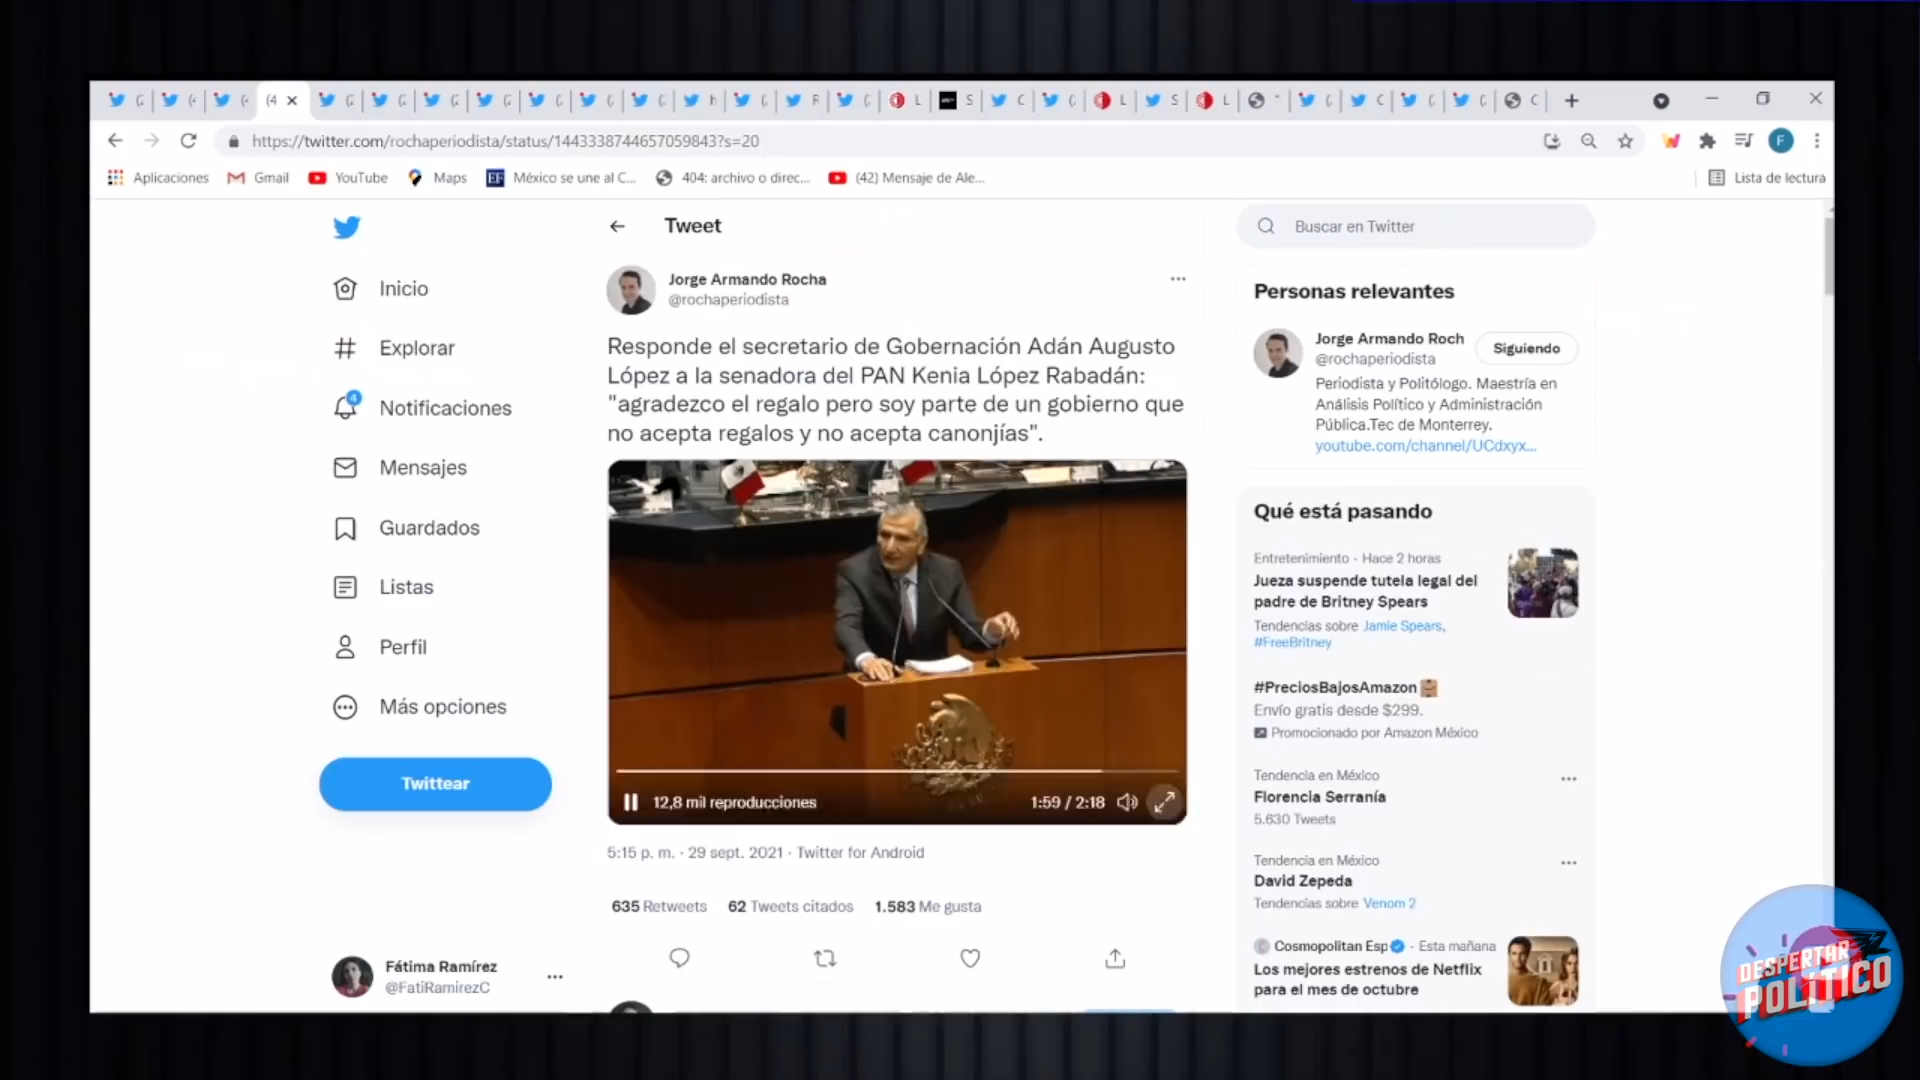 https://twitter.com/rochaperiodista/status/1443338744657059843?s=20
Aplicaciones
Gmail
YouTube
Maps
México se une al C...
404: archivo o direc...
(42) Mensaje de Ale...
Lista de lectura
Inicio
Explorar
4
Notificaciones
Mensajes
Guardados
Listas
Perfil
Más opciones
Twittear
Fátima Ramírez
@FatiRamirezC
Tweet
Jorge Armando Rocha
@rochaperiodista
Responde el secretario de Gobernación Adán Augusto
López a la senadora del PAN Kenia López Rabadán:
"agradezco el regalo pero soy parte de un gobierno que
no acepta regalos y no acepta canonjías".
12,8 mil reproducciones
1:59 / 2:18
5:15 p. m. · 29 sept. 2021 · Twitter for Android
635 Retweets 62 Tweets citados 1.583 Me gusta
Buscar en Twitter
Personas relevantes
Jorge Armando Roch
Siguiendo
@rochaperiodista
Periodista y Politólogo. Maestría en
Análisis Político y Administración
Pública.Tec de Monterrey.
youtube.com/channel/UCdxyx...
Qué está pasando
Entretenimiento · Hace 2 horas
Jueza suspende tutela legal del
padre de Britney Spears
Tendencias sobre Jamie Spears,
#FreeBritney
#PreciosBajosAmazon
Envío gratis desde $299.
Promocionado por Amazon México
Tendencia en México
Florencia Serranía
5.630 Tweets
Tendencia en México
David Zepeda
Tendencias sobre Venom 2
Cosmopolitan Esp · Esta mañana
Los mejores estrenos de Netflix
para el mes de octubre
DESPERTAR
POLÍTICO